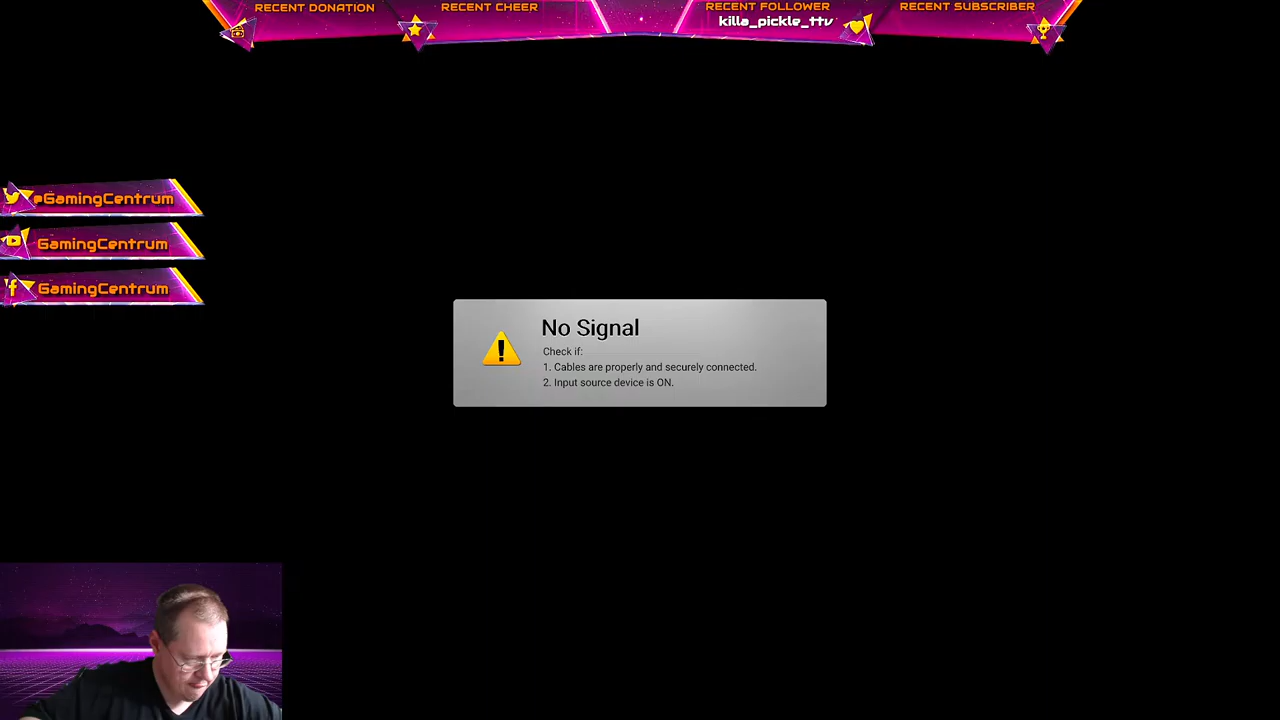 RECENT DONATION
RECENT CHEER
RECENT FOLLOWER
killa_pickle_ttv
RECENT SUBSCRIBER
@GamingCentrum
GamingCentrum
GamingCentrum
No Signal
Check if:
1. Cables are properly and securely connected.
2. Input source device is ON.